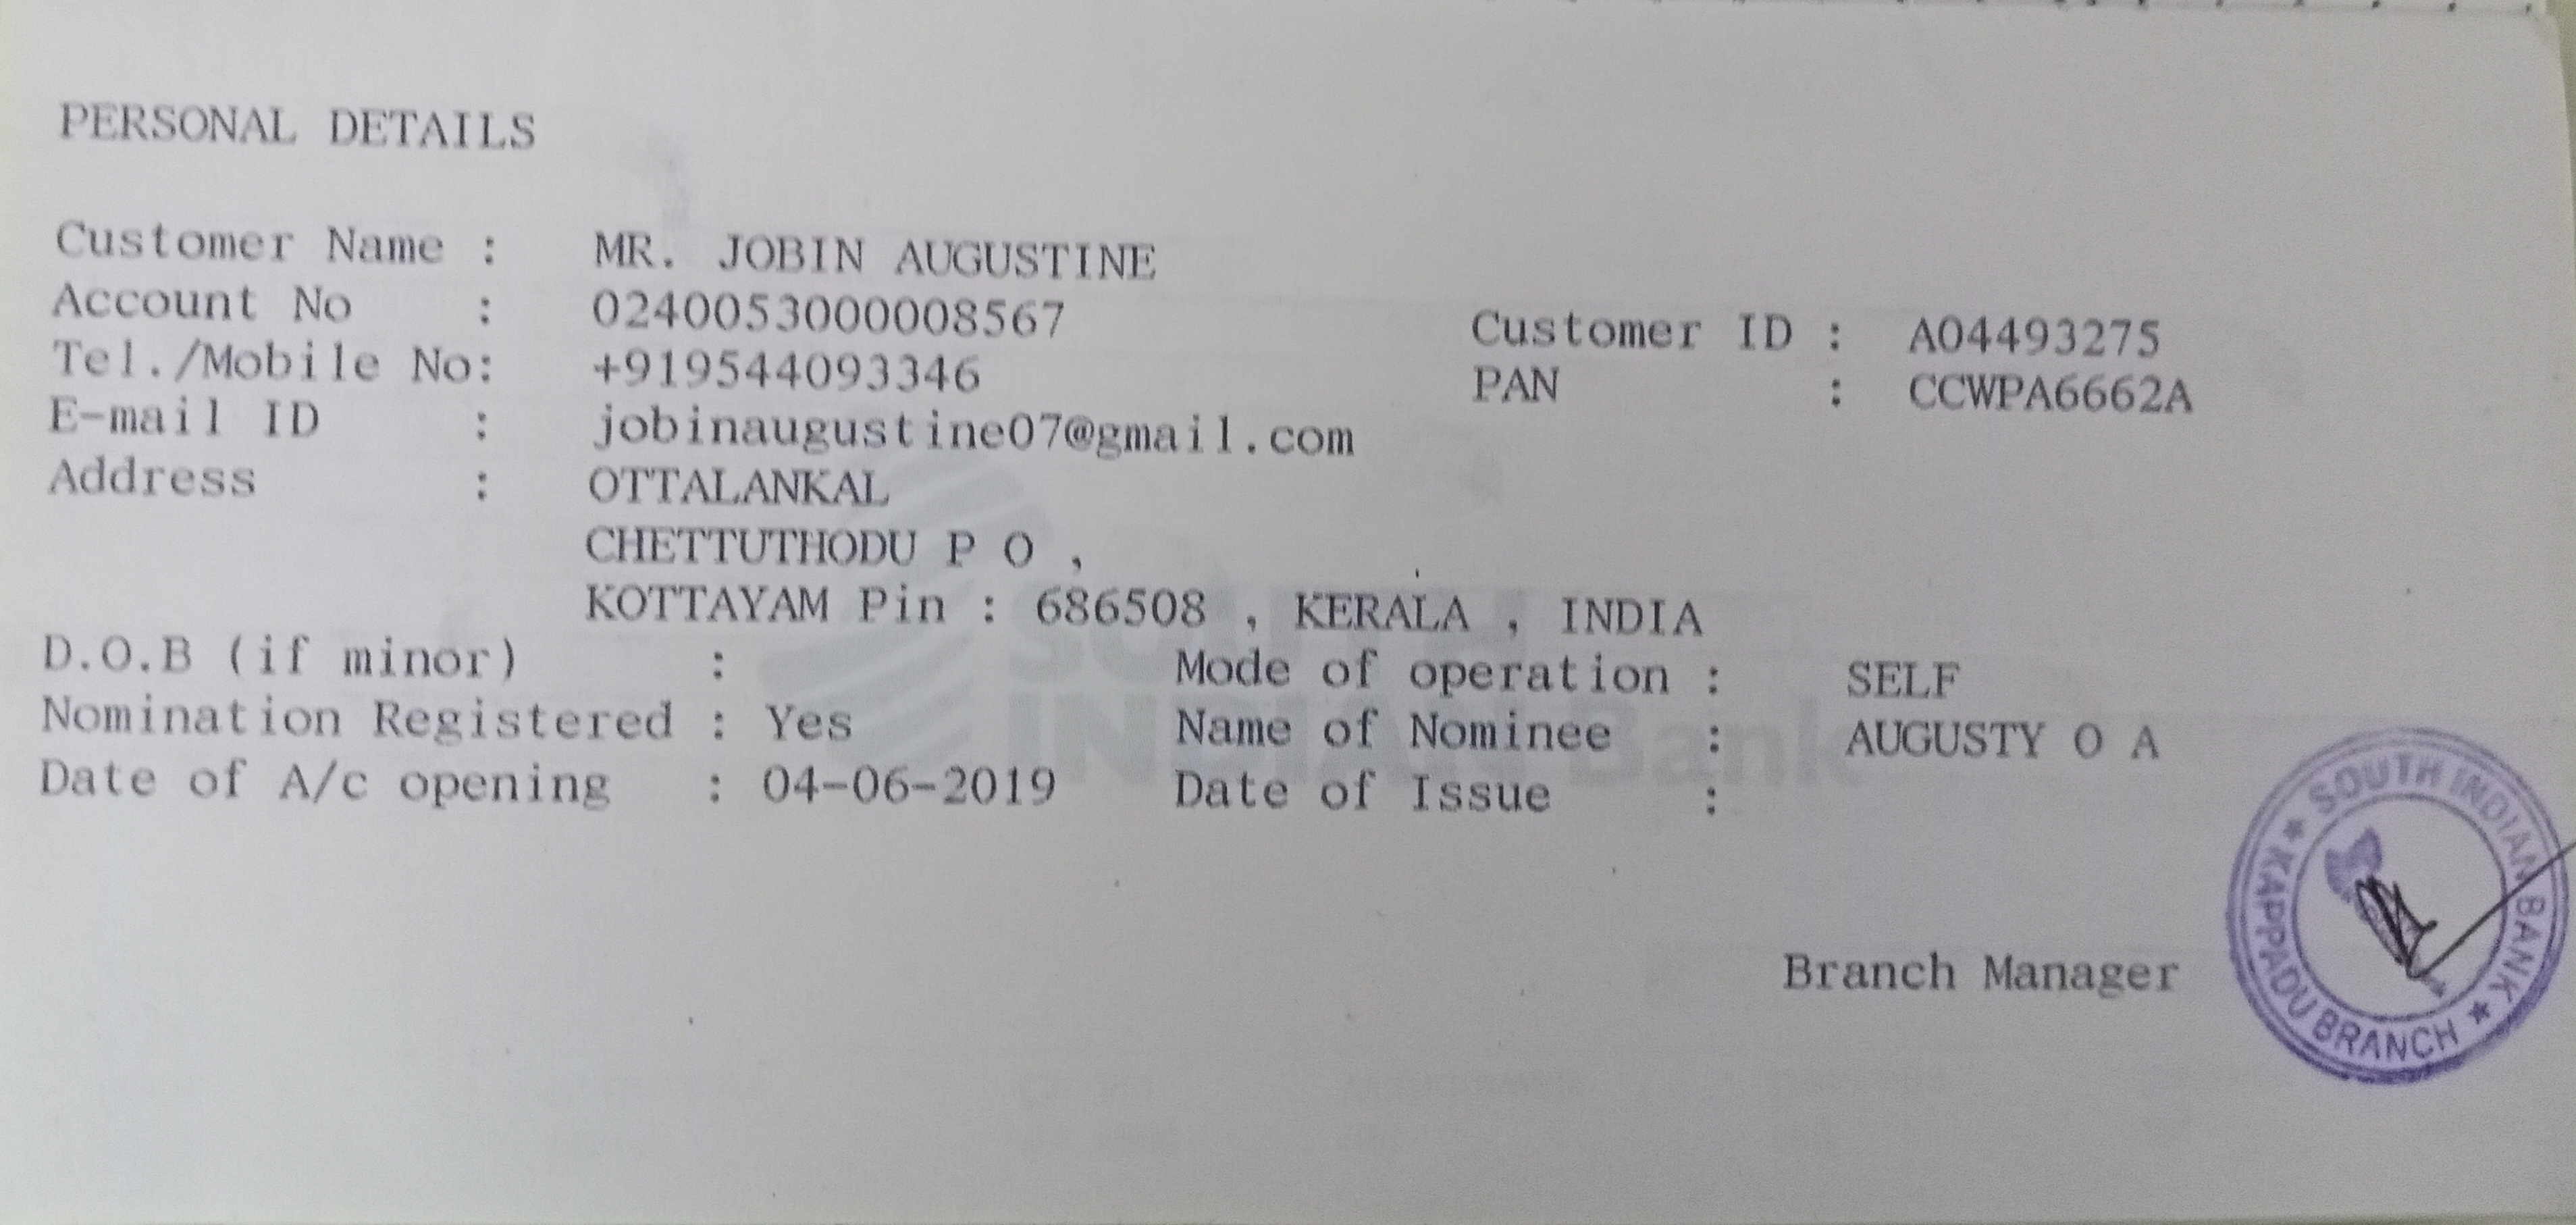 PERSONAL DETAILS
Customer Name : MR. JOBIN AUGUSTINE
Account No : 0240053000008567 Customer ID : A04493275
Tel./Mobile No: +919544093346 PAN : CCWPA6662A
E-mail ID : jobinaugustine07@gmail.com
Address : OTTALANKAL
CHETTUTHODU P O ,
KOTTAYAM Pin : 686508 , KERALA , INDIA
D.O.B (if minor) : Mode of operation : SELF
Nomination Registered : Yes Name of Nominee : AUGUSTY O A
Date of A/c opening : 04-06-2019 Date of Issue :
Branch Manager
SOUTH INDIAN BANK
★ KAPPADU BRANCH ★
SOUTH
INDIAN Bank